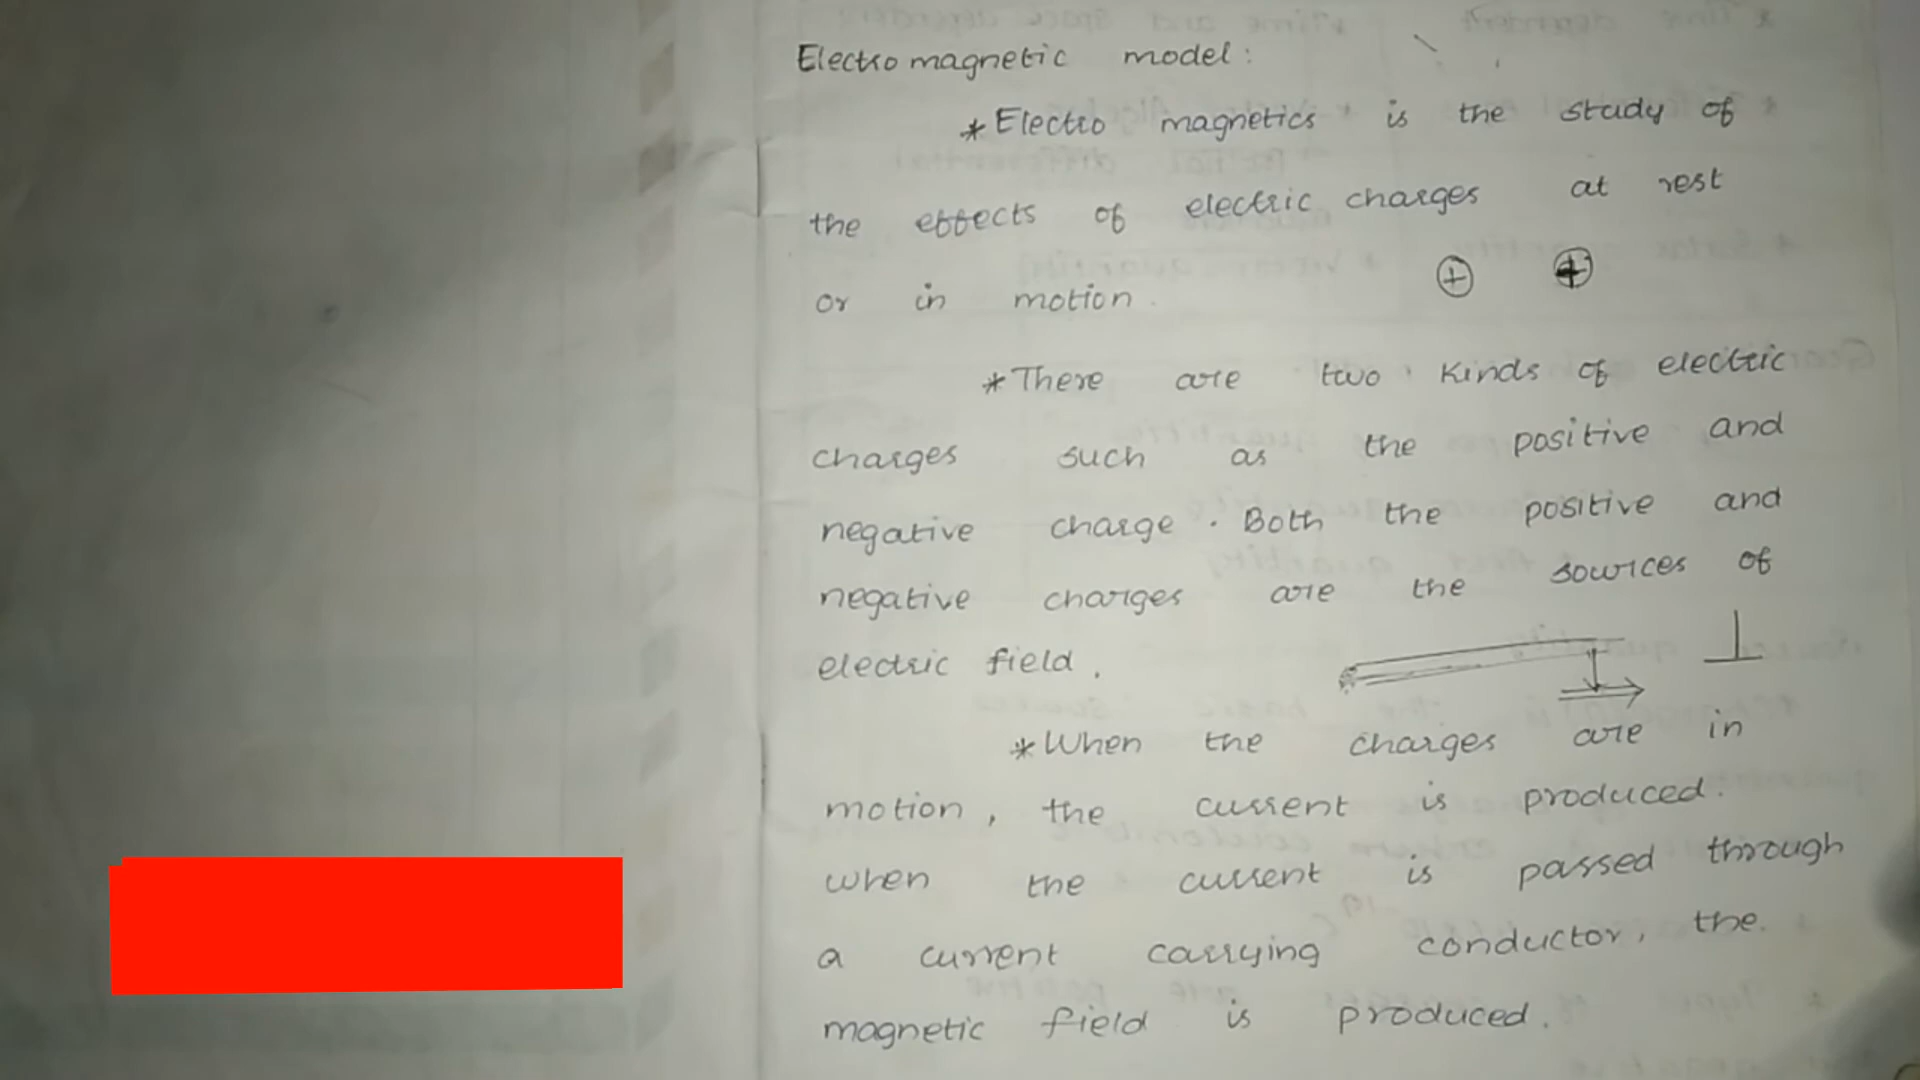 Electro magnetic model:
* Electro magnetics is the study of
the effects of electric charges at rest
or in motion.
* There are two kinds of electric
charges such as the positive and
negative charge. Both the positive and
negative charges are the sources of
electric field.
* When the charges are in
motion, the current is produced.
when the current is passed through
a current carrying conductor, the
magnetic field is produced.